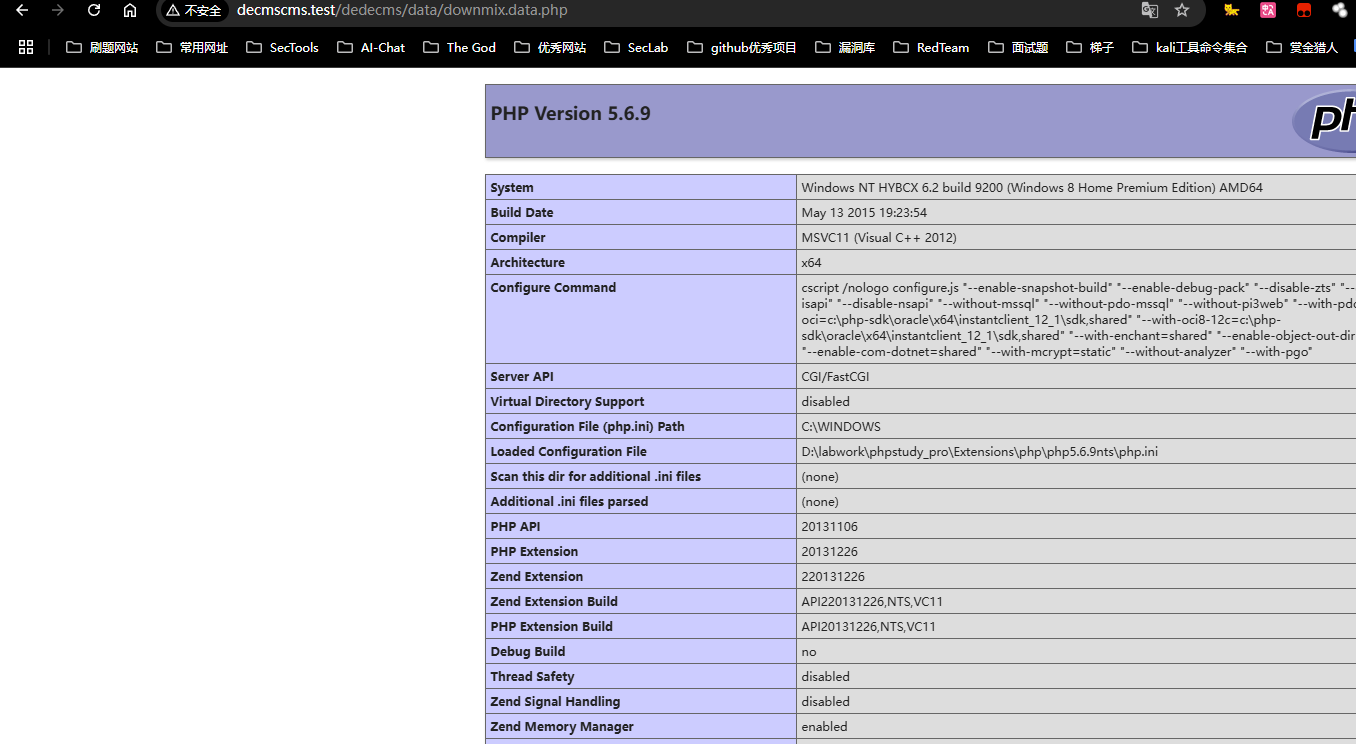 不安全 decmscms.test/dedecms/data/downmix.data.php
刷题网站 常用网址 SecTools AI-Chat The God 优秀网站 SecLab github优秀项目 漏洞库 RedTeam 面试题 梯子 kali工具命令集合 赏金猎人
PHP Version 5.6.9
System Windows NT HYBCX 6.2 build 9200 (Windows 8 Home Premium Edition) AMD64
Build Date May 13 2015 19:23:54
Compiler MSVC11 (Visual C++ 2012)
Architecture x64
Configure Command cscript /nologo configure.js "--enable-snapshot-build" "--enable-debug-pack" "--disable-zts" "--
isapi" "--disable-nsapi" "--without-mssql" "--without-pdo-mssql" "--without-pi3web" "--with-pdo
oci=c:\php-sdk\oracle\x64\instantclient_12_1\sdk,shared" "--with-oci8-12c=c:\php-
sdk\oracle\x64\instantclient_12_1\sdk,shared" "--with-enchant=shared" "--enable-object-out-dir
"--enable-com-dotnet=shared" "--with-mcrypt=static" "--without-analyzer" "--with-pgo"
Server API CGI/FastCGI
Virtual Directory Support disabled
Configuration File (php.ini) Path C:\WINDOWS
Loaded Configuration File D:\labwork\phpstudy_pro\Extensions\php\php5.6.9nts\php.ini
Scan this dir for additional .ini files (none)
Additional .ini files parsed (none)
PHP API 20131106
PHP Extension 20131226
Zend Extension 220131226
Zend Extension Build API220131226,NTS,VC11
PHP Extension Build API20131226,NTS,VC11
Debug Build no
Thread Safety disabled
Zend Signal Handling disabled
Zend Memory Manager enabled